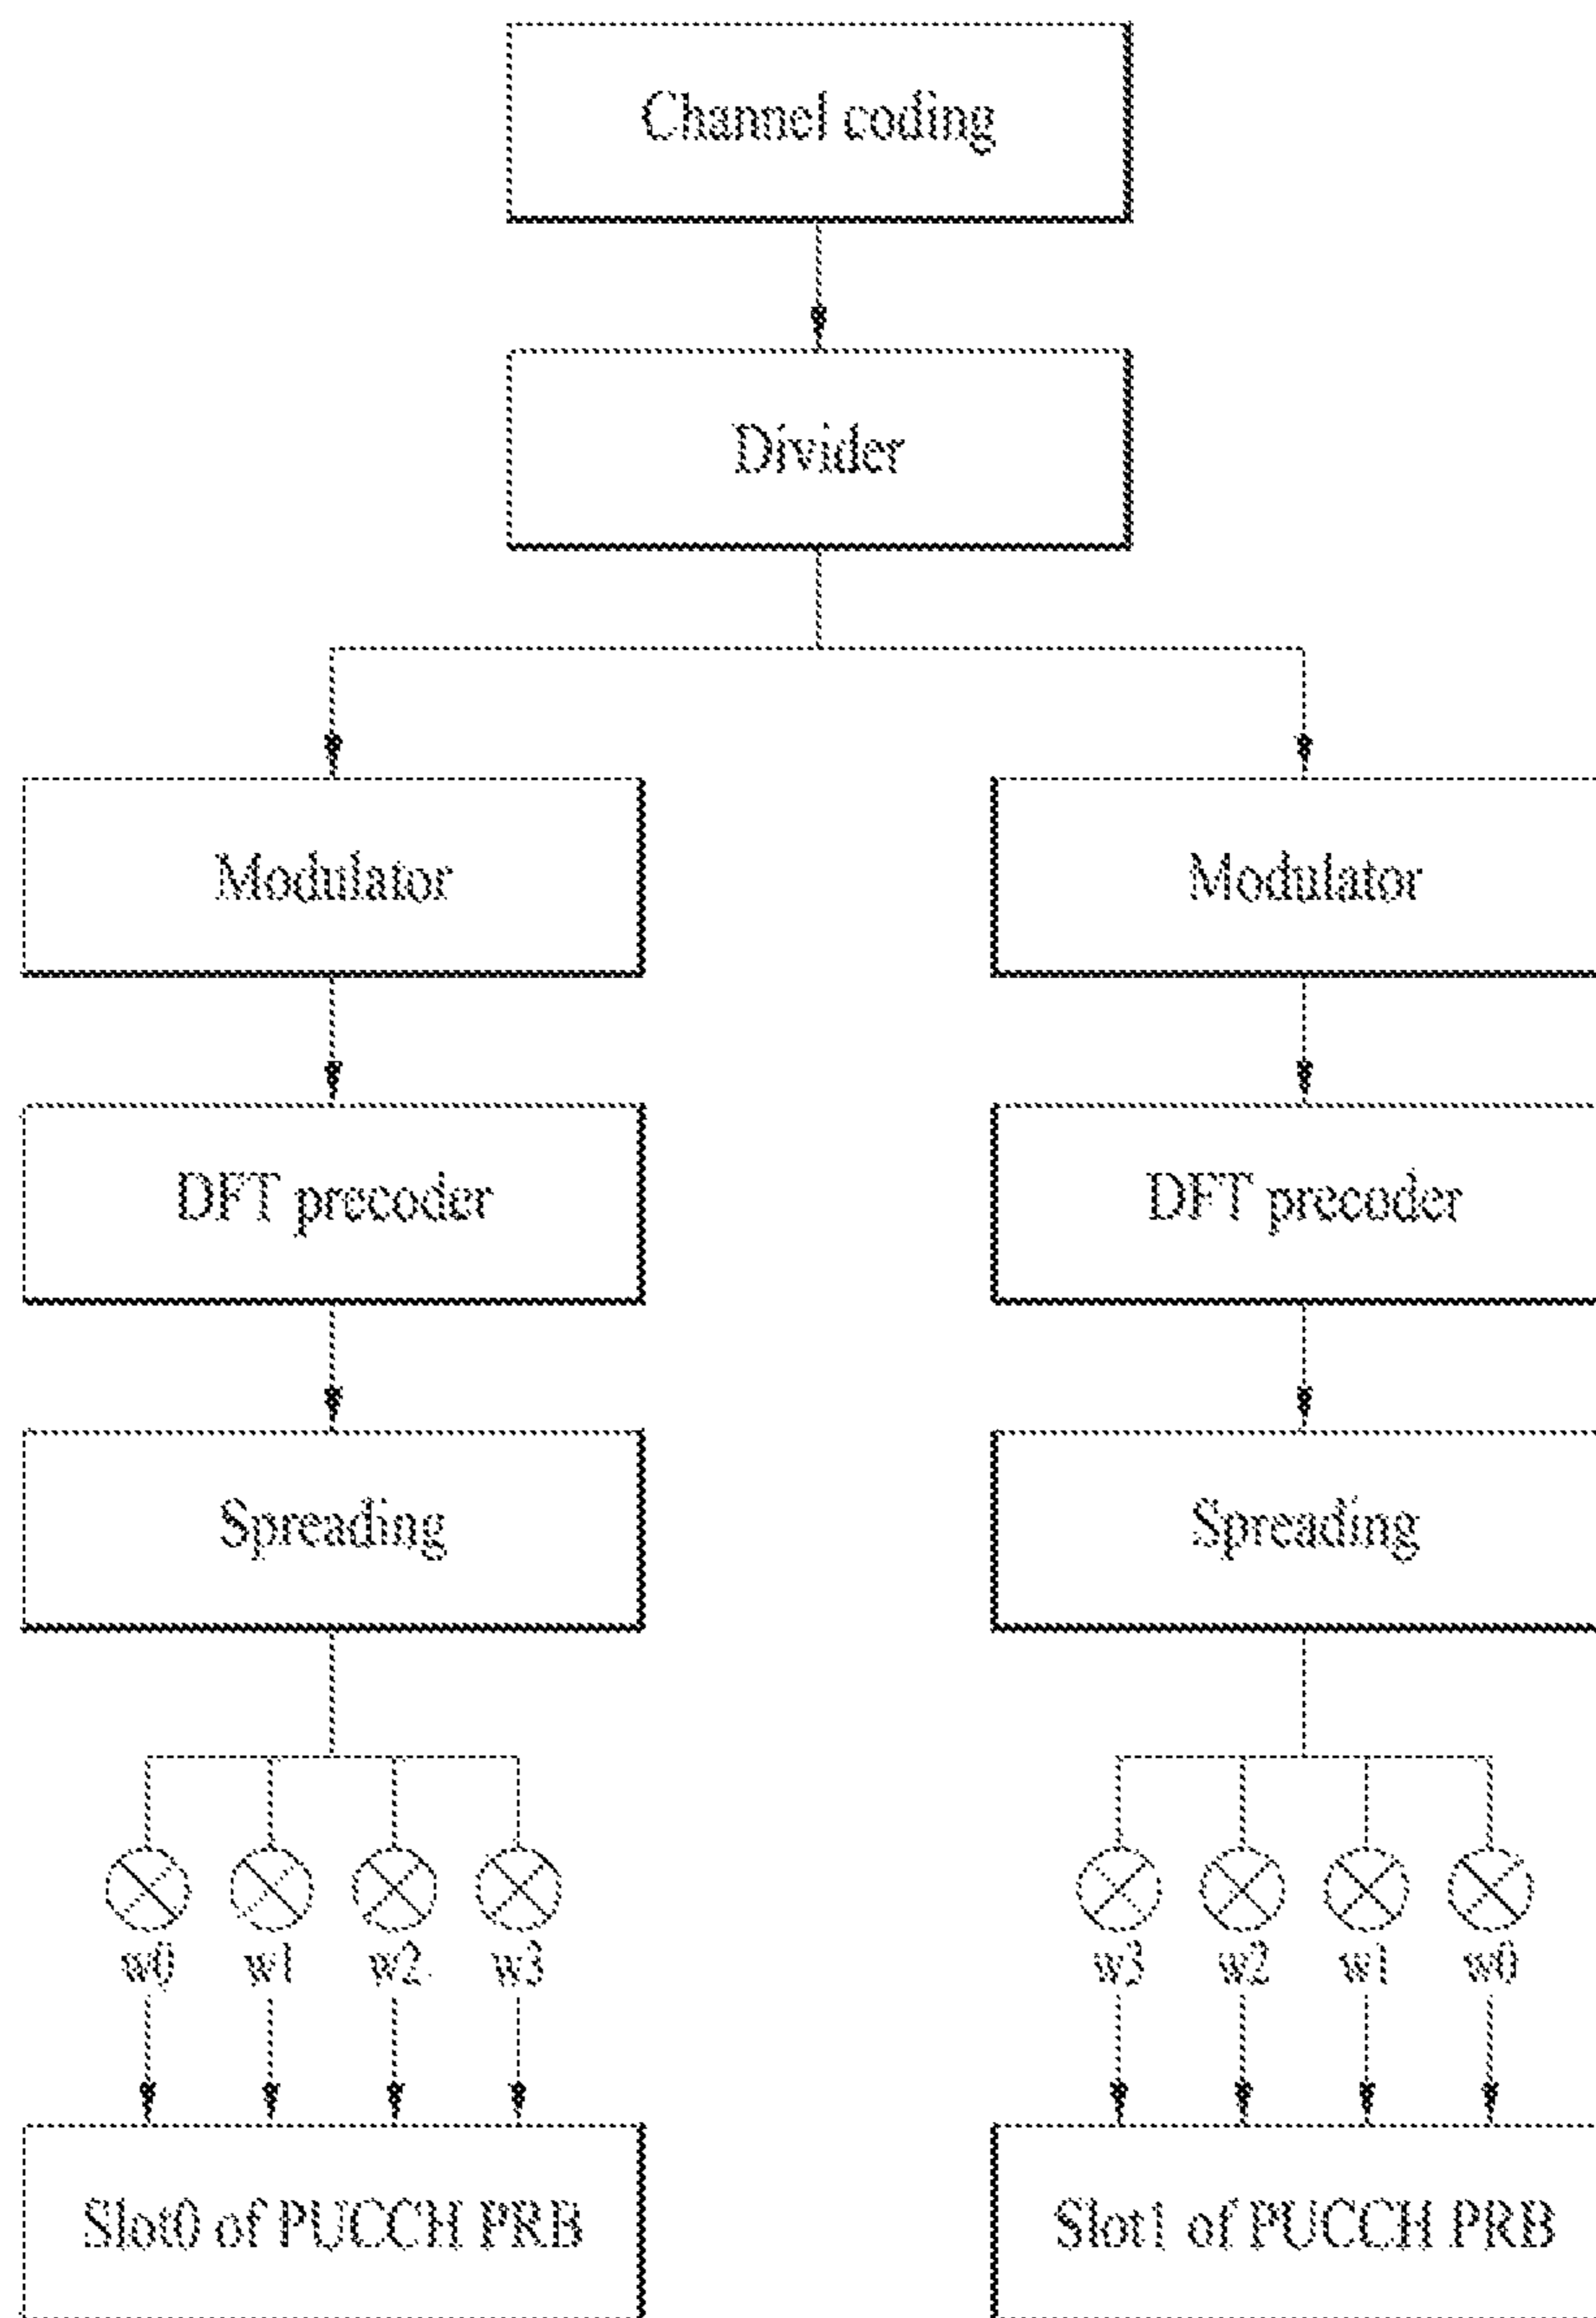 Channel coding
Divider
Modulator Modulator
DFT precoder DFT precoder
Spreading Spreading
w0 w1 w2 w3 w3 w2 w1 w0
Slot0 of PUCCH PRB Slot1 of PUCCH PRB